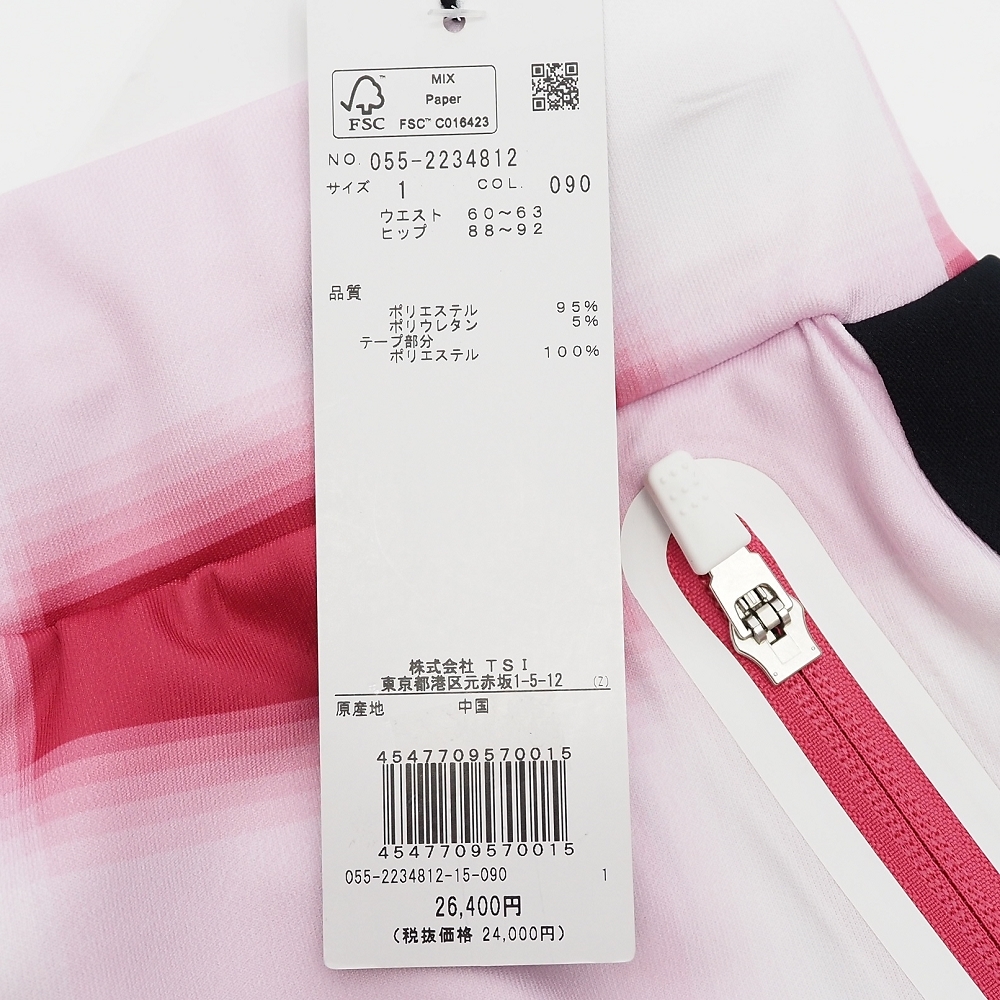 MIX
Paper
FSC™ C016423
FSC
NO. 055-2234812
サイズ 1 COL. 090
ウエスト 60～63
ヒップ 88～92
品質
ポリエステル 95%
ポリウレタン 5%
テープ部分
ポリエステル 100%
株式会社 TSI
東京都港区元赤坂1-5-12 (Z)
原産地 中国
4547709570015
4547709570015
055-2234812-15-090 1
26,400円
(税抜価格 24,000円)